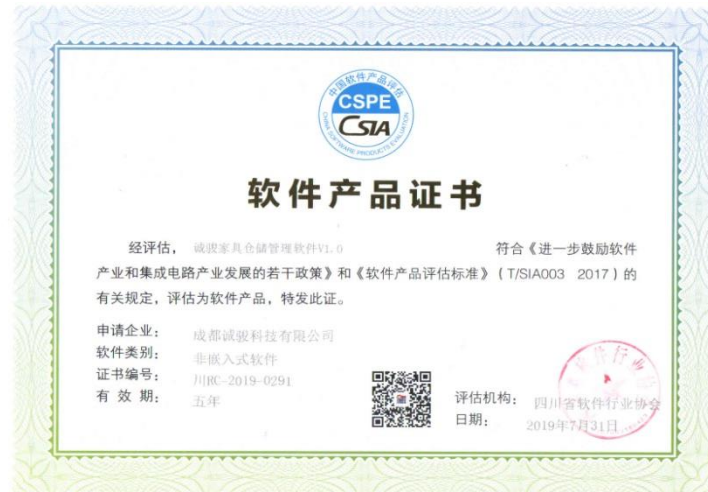 中国软件产品评估
CSPE
CSIA
CHINA SOFTWARE PRODUCTS EVALUATION
软件产品证书
经评估， 诚骏家具仓储管理软件V1.0 符合《进一步鼓励软件
产业和集成电路产业发展的若干政策》和《软件产品评估标准》（T/SIA003 2017）的
有关规定，评估为软件产品，特发此证。
申请企业： 成都诚骏科技有限公司
软件类别： 非嵌入式软件
证书编号： 川RC-2019-0291
有 效 期： 五年
评估机构： 四川省软件行业协会
日期： 2019年7月31日